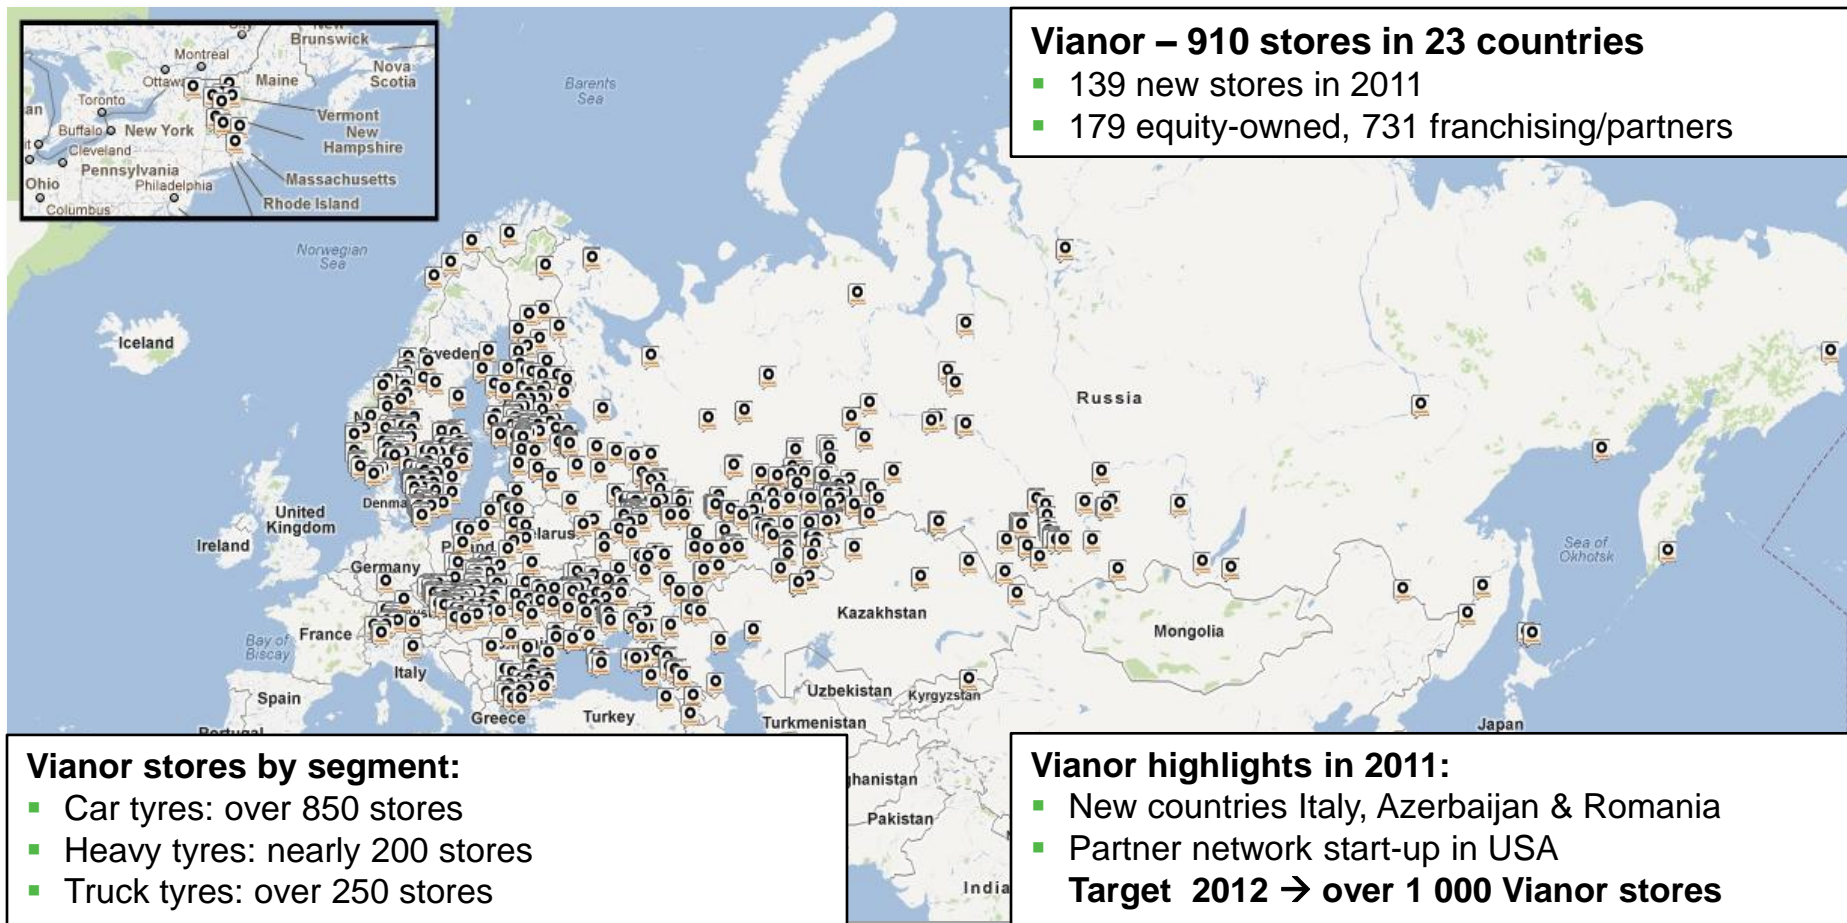 Vianor – 910 stores in 23 countries
▪ 139 new stores in 2011
▪ 179 equity-owned, 731 franchising/partners
Brunswick
Montreal
Nova
Scotia
Maine
Toronto
Vermont
Buffalo
New York
New
Hampshire
Cleveland
Pennsylvania
Massachusetts
Ohio
Philadelphia
Rhode Island
Columbus
Barents
Sea
Norwegian
Sea
Iceland
Sweden
Russia
United
Kingdom
Ireland
Germany
Sea of
Okhotsk
Kazakhstan
France
Mongolia
Bay of
Biscay
Italy
Spain
Uzbekistan
Kyrgyzstan
Greece
Turkey
Turkmenistan
Japan
Pakistan
India
Vianor stores by segment:
▪ Car tyres: over 850 stores
▪ Heavy tyres: nearly 200 stores
▪ Truck tyres: over 250 stores
Vianor highlights in 2011:
▪ New countries Italy, Azerbaijan & Romania
▪ Partner network start-up in USA
Target 2012 → over 1 000 Vianor stores